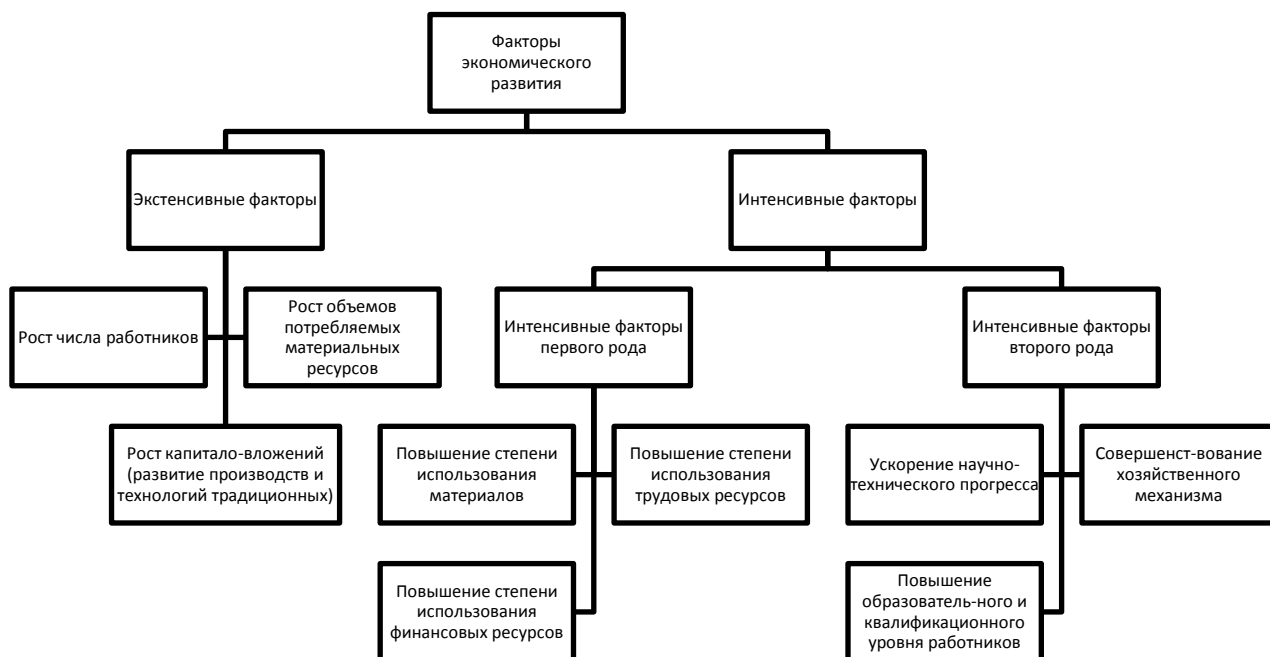 Факторы
экономического
развития
Экстенсивные факторы
Интенсивные факторы
Рост числа работников
Рост объемов
потребляемых
материальных
ресурсов
Интенсивные факторы
первого рода
Интенсивные факторы
второго рода
Рост капитало-вложений
(развитие производств и
технологий традиционных)
Повышение степени
использования
материалов
Повышение степени
использования
трудовых ресурсов
Ускорение научно-
технического прогресса
Совершенст-вование
хозяйственного
механизма
Повышение степени
использования
финансовых ресурсов
Повышение
образователь-ного и
квалификационного
уровня работников